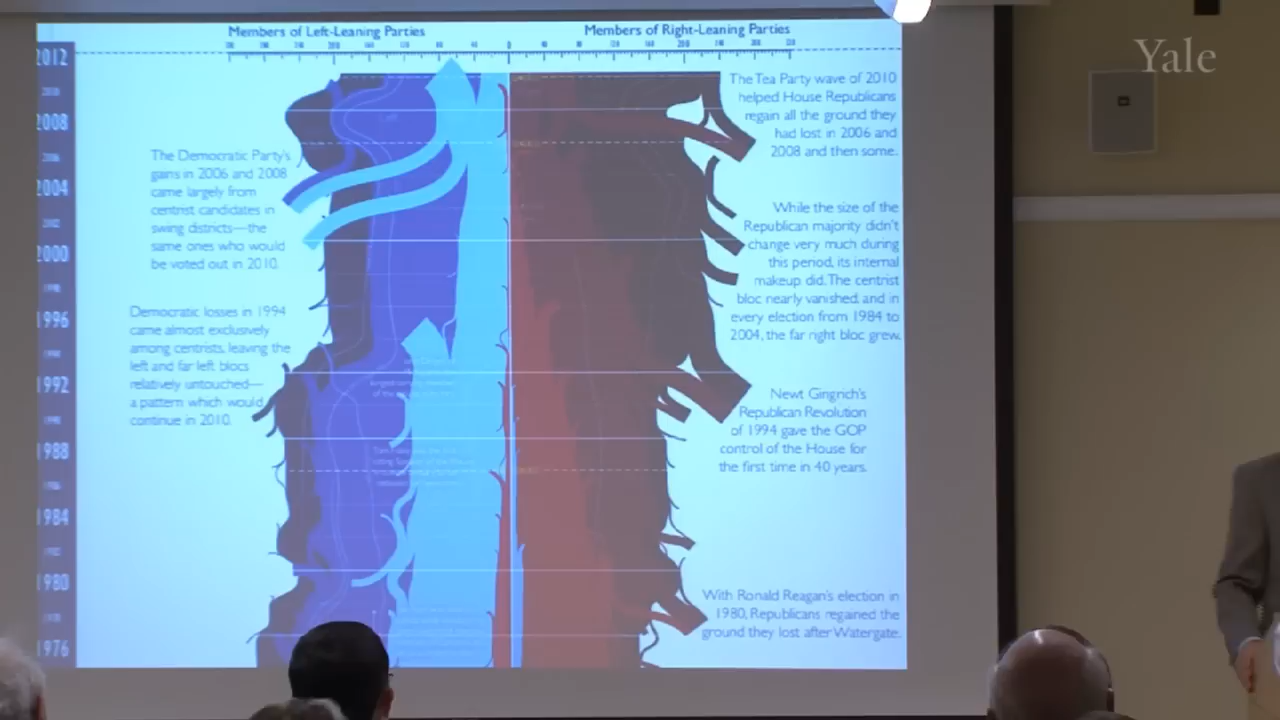 Members of Left-Leaning Parties
Members of Right-Leaning Parties
Yale
2012
2008
2004
2000
1996
1992
1988
1984
1980
1976
The Democratic Party's
gains in 2006 and 2008
came largely from
centrist candidates in
swing districts—the
same ones who would
be voted out in 2010.
Democratic losses in 1994
came almost exclusively
among centrists, leaving the
left and far left blocs
relatively untouched—
a pattern which would
continue in 2010.
The Tea Party wave of 2010
helped House Republicans
regain all the ground they
had lost in 2006 and
2008 and then some.
While the size of the
Republican majority didn't
change very much during
this period, its internal
makeup did. The centrist
bloc nearly vanished, and in
every election from 1984 to
2004, the far right bloc grew.
Newt Gingrich's
Republican Revolution
of 1994 gave the GOP
control of the House for
the first time in 40 years.
With Ronald Reagan's election in
1980, Republicans regained the
ground they lost after Watergate.